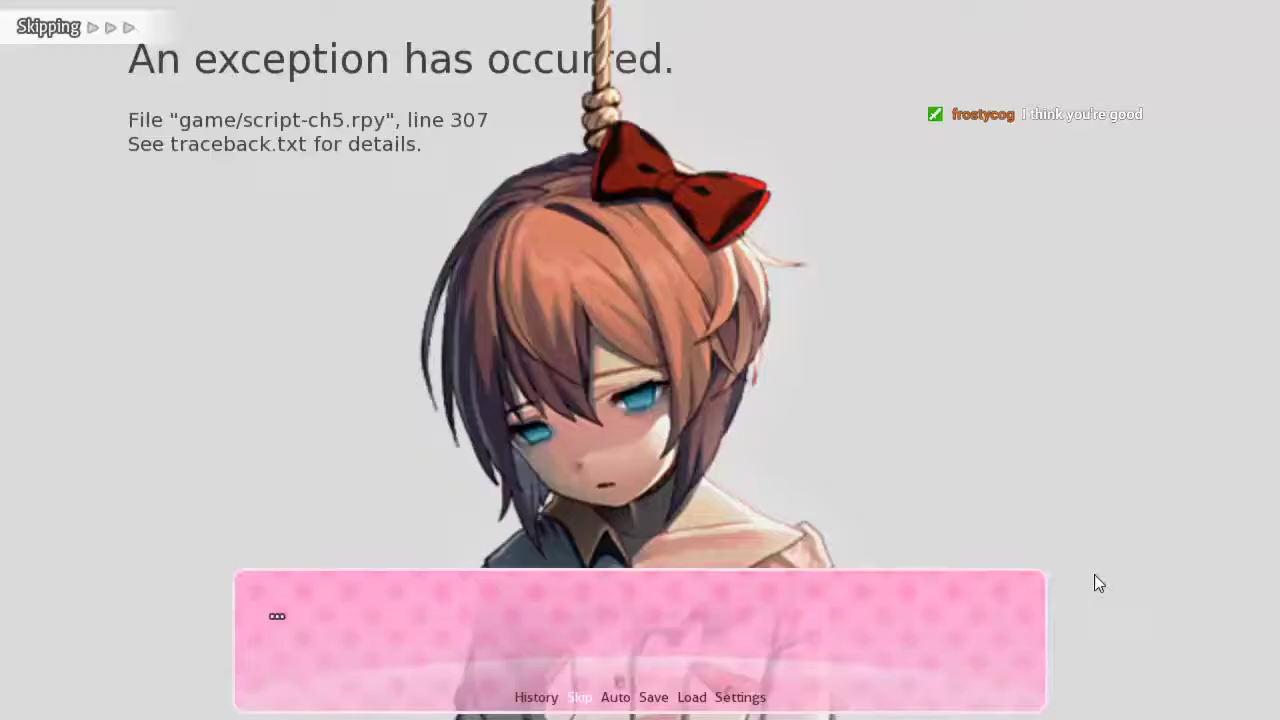 Skipping
An exception has occurred.
File "game/script-ch5.rpy", line 307
See traceback.txt for details.
frostycog I think you're good
...
History Skip Auto Save Load Settings